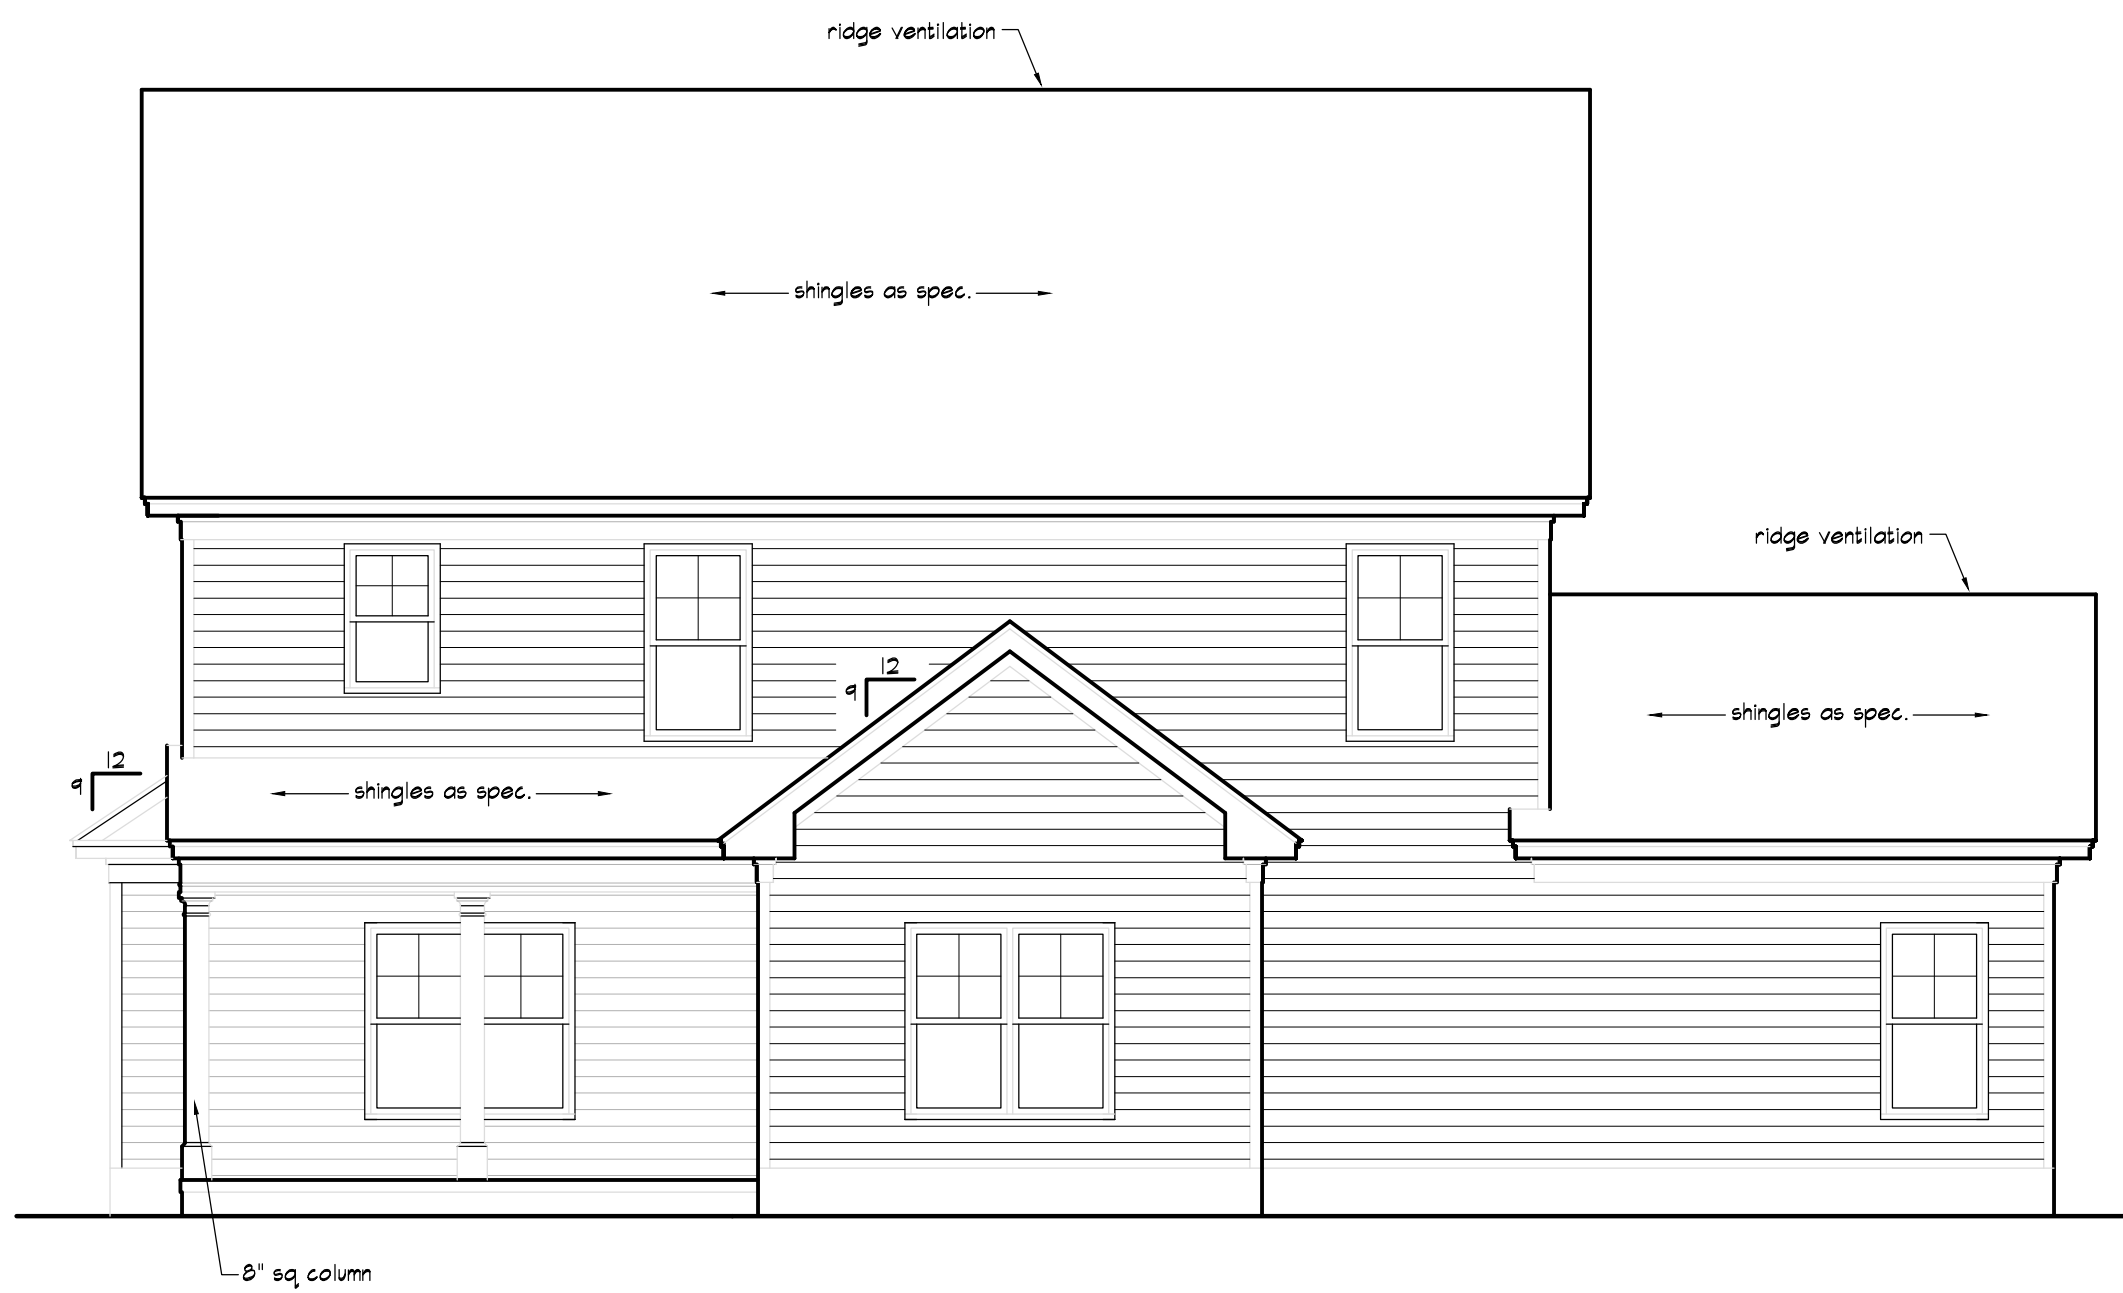 ridge ventilation
shingles as spec.
ridge ventilation
12
9
shingles as spec.
12
9
shingles as spec.
8" sq column